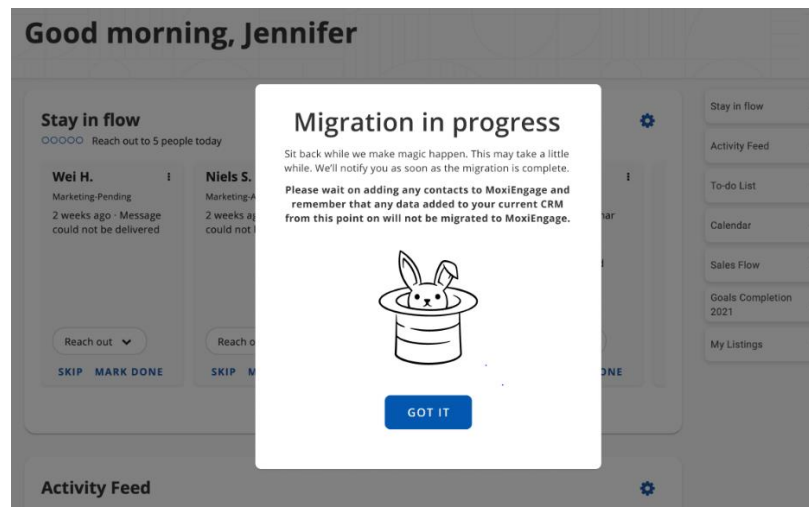 Good morning, Jennifer
Stay in flow
Reach out to 5 people today
Wei H.
Marketing-Pending
2 weeks ago · Message
could not be delivered
Reach out
SKIP MARK DONE
Niels S.
2 weeks
could not
Reach
SKIP
Migration in progress
Sit back while we make magic happen. This may take a little
while. We'll notify you as soon as the migration is complete.
Please wait on adding any contacts to MoxiEngage and
remember that any data added to your current CRM
from this point on will not be migrated to MoxiEngage.
GOT IT
Stay in flow
Activity Feed
To-do List
Calendar
Sales Flow
Goals Completion
2021
My Listings
Activity Feed